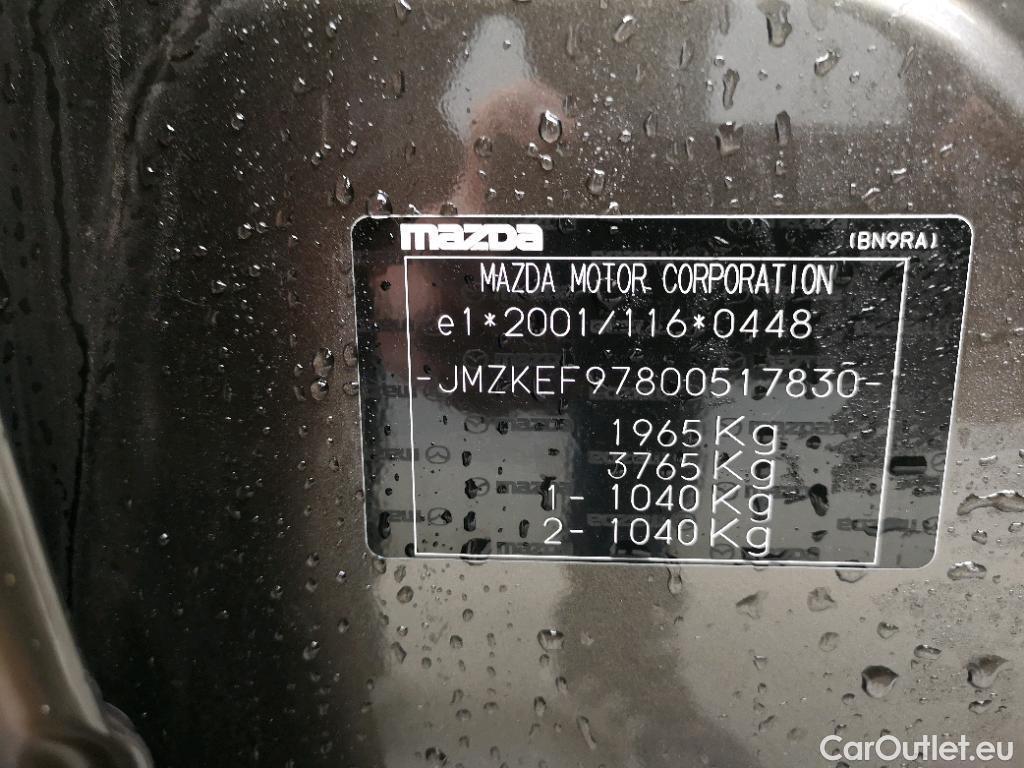 mazda (BN9RA)
MAZDA MOTOR CORPORATION
e1*2001/116*0448
-JMZKEF97800517830-
1965 Kg
3765 Kg
1- 1040 Kg
2- 1040 Kg
CarOutlet.eu